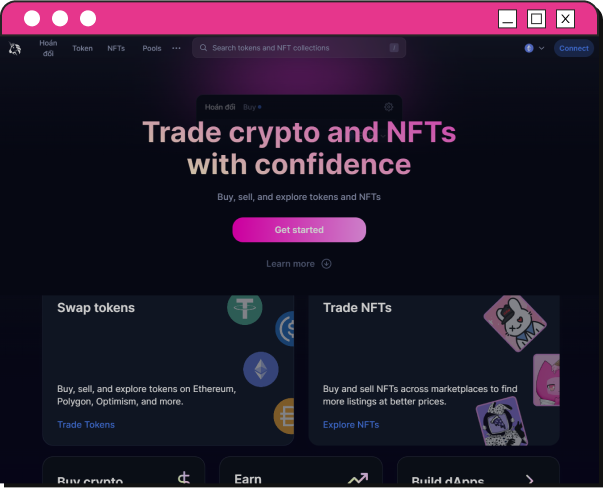 Hoán
đổi
Token
NFTs
Pools
Search tokens and NFT collections
/
Connect
Hoán đổi Buy
Trade crypto and NFTs
with confidence
Buy, sell, and explore tokens and NFTs
Get started
Learn more
Swap tokens
Trade NFTs
Buy, sell, and explore tokens on Ethereum,
Polygon, Optimism, and more.
Buy and sell NFTs across marketplaces to find
more listings at better prices.
Trade Tokens
Explore NFTs
Buy crypto
Earn
Build dApps